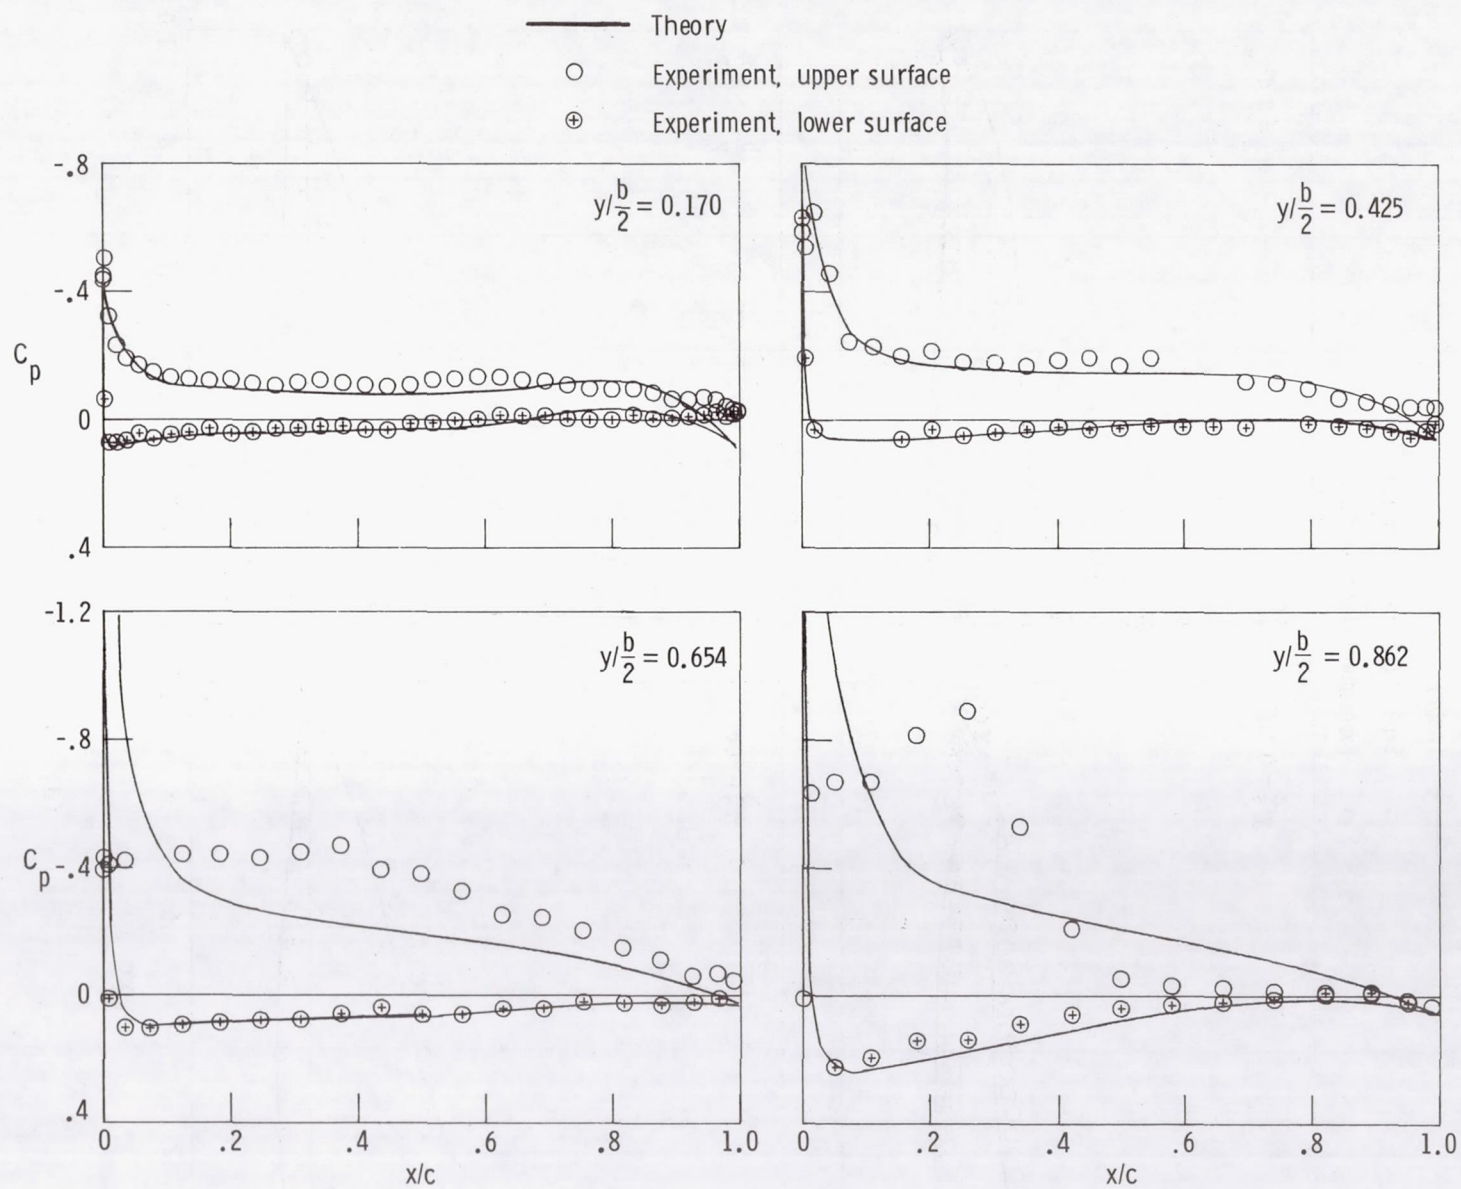 Theory
Experiment, upper surface
Experiment, lower surface
-.8
-.4
0
.4
C_p
y/b/2 = 0.170
y/b/2 = 0.425
-1.2
-.8
-.4
0
.4
C_p
y/b/2 = 0.654
y/b/2 = 0.862
0 .2 .4 .6 .8 1.0
x/c
0 .2 .4 .6 .8 1.0
x/c